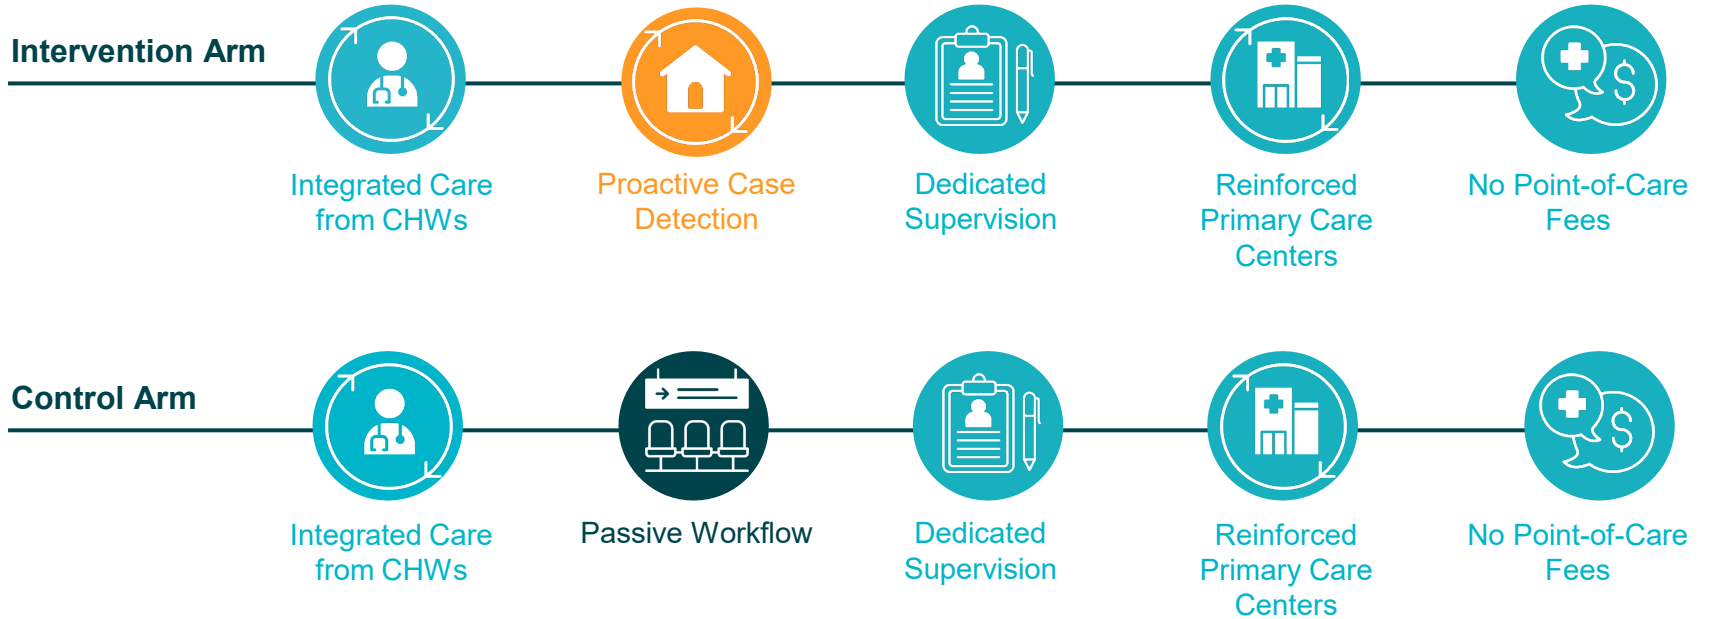 Intervention Arm
Integrated Care
from CHWs
Proactive Case
Detection
Dedicated
Supervision
Reinforced
Primary Care
Centers
No Point-of-Care
Fees
$
Control Arm
Integrated Care
from CHWs
Passive Workflow
Dedicated
Supervision
Reinforced
Primary Care
Centers
No Point-of-Care
Fees
$